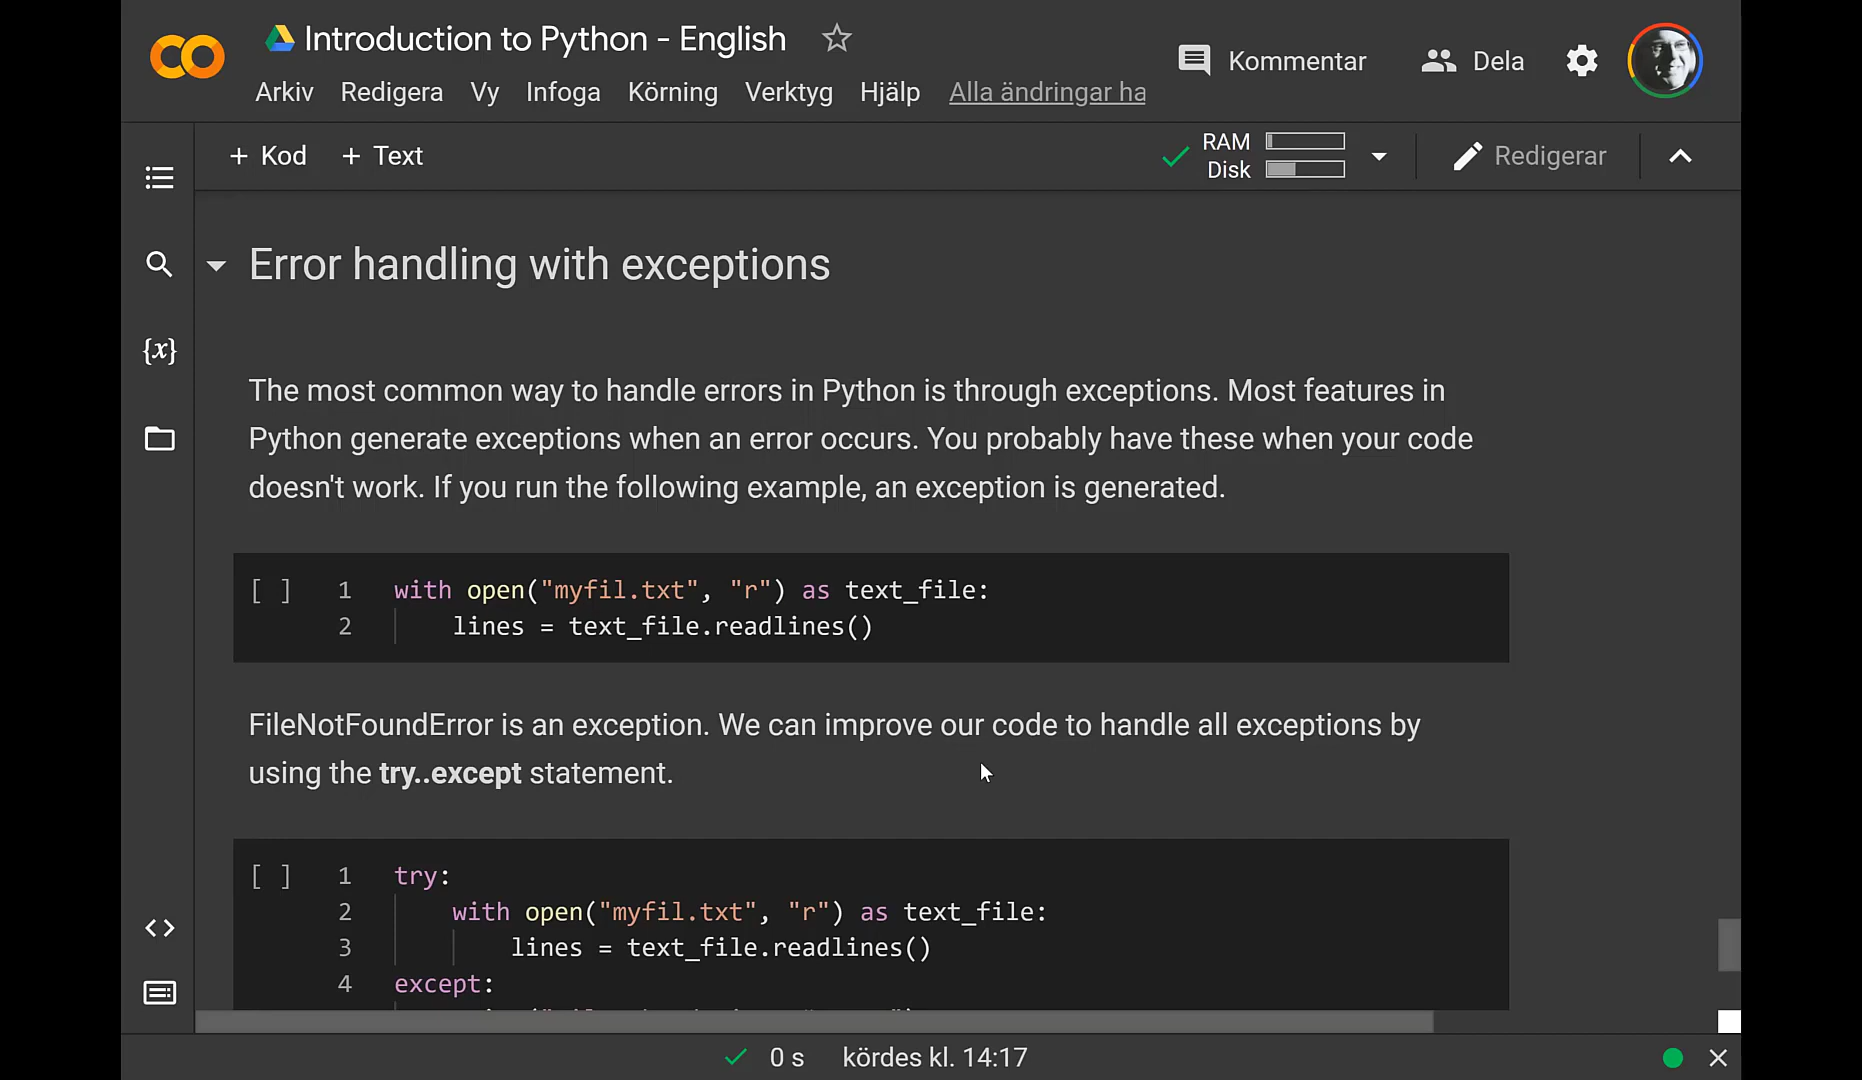 Introduction to Python - English
Kommentar
Dela
Arkiv Redigera Vy Infoga Körning Verktyg Hjälp Alla ändringar ha
+ Kod + Text
RAM
Disk
Redigerar
Error handling with exceptions
{x}
The most common way to handle errors in Python is through exceptions. Most features in
Python generate exceptions when an error occurs. You probably have these when your code
doesn't work. If you run the following example, an exception is generated.
[ ] 1 with open("myfil.txt", "r") as text_file:
2 lines = text_file.readlines()
FileNotFoundError is an exception. We can improve our code to handle all exceptions by
using the try..except statement.
[ ] 1 try:
2 with open("myfil.txt", "r") as text_file:
3 lines = text_file.readlines()
4 except:
0 s kördes kl. 14:17